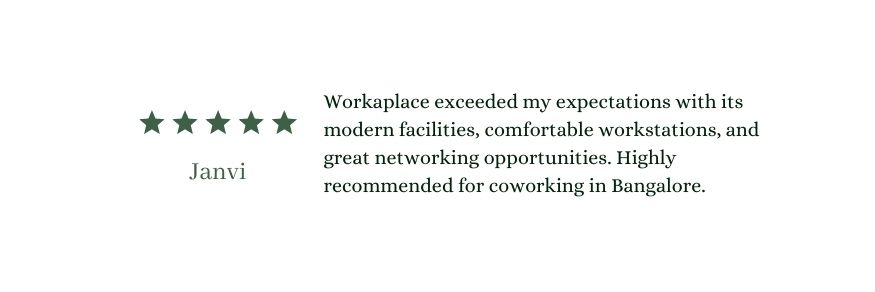 Janvi
Workaplace exceeded my expectations with its
modern facilities, comfortable workstations, and
great networking opportunities. Highly
recommended for coworking in Bangalore.